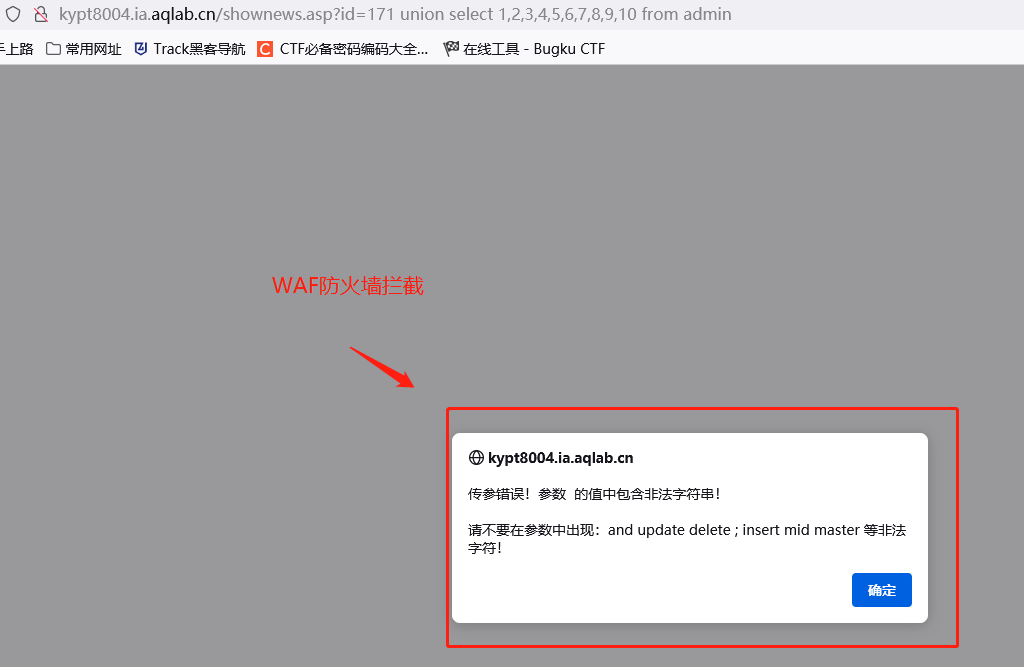 kypt8004.ia.aqlab.cn/shownews.asp?id=171 union select 1,2,3,4,5,6,7,8,9,10 from admin
手上路 常用网址 Track黑客导航 CTF必备密码编码大全... 在线工具 - Bugku CTF
WAF防火墙拦截
kypt8004.ia.aqlab.cn
传参错误！参数 的值中包含非法字符串！
请不要在参数中出现：and update delete ; insert mid master 等非法
字符！
确定